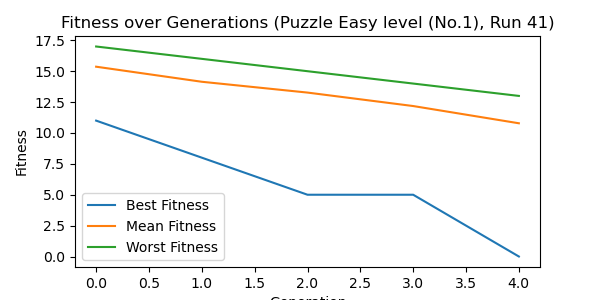 Fitness over Generations (Puzzle Easy level (No.1), Run 41)
17.5
15.0
12.5
10.0
7.5
5.0
2.5
0.0
Fitness
Best Fitness
Mean Fitness
Worst Fitness
0.0 0.5 1.0 1.5 2.0 2.5 3.0 3.5 4.0
Generation